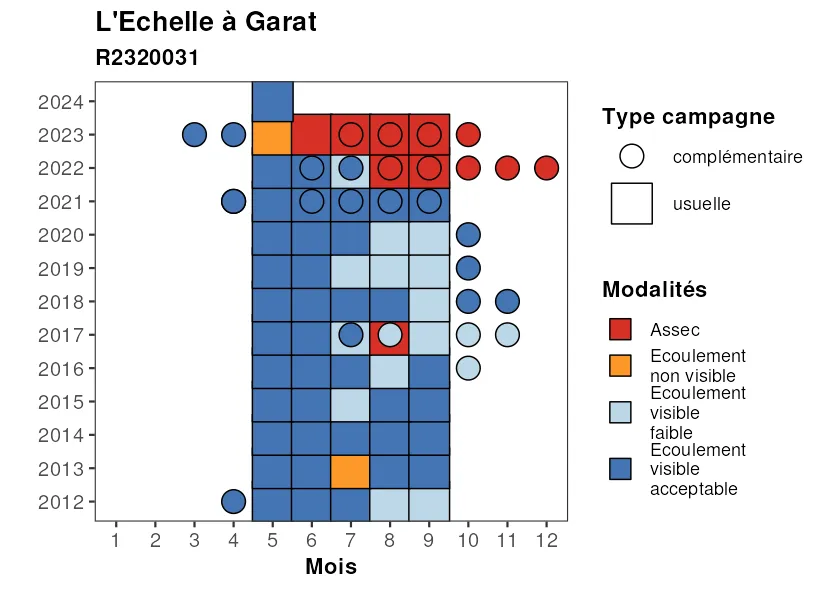 L'Echelle à Garat
R2320031
2024
2023
2022
2021
2020
2019
2018
2017
2016
2015
2014
2013
2012
1 2 3 4 5 6 7 8 9 10 11 12
Mois
Type campagne
complémentaire
usuelle
Modalités
Assec
Ecoulement
non visible
Ecoulement
visible
faible
Ecoulement
visible
acceptable